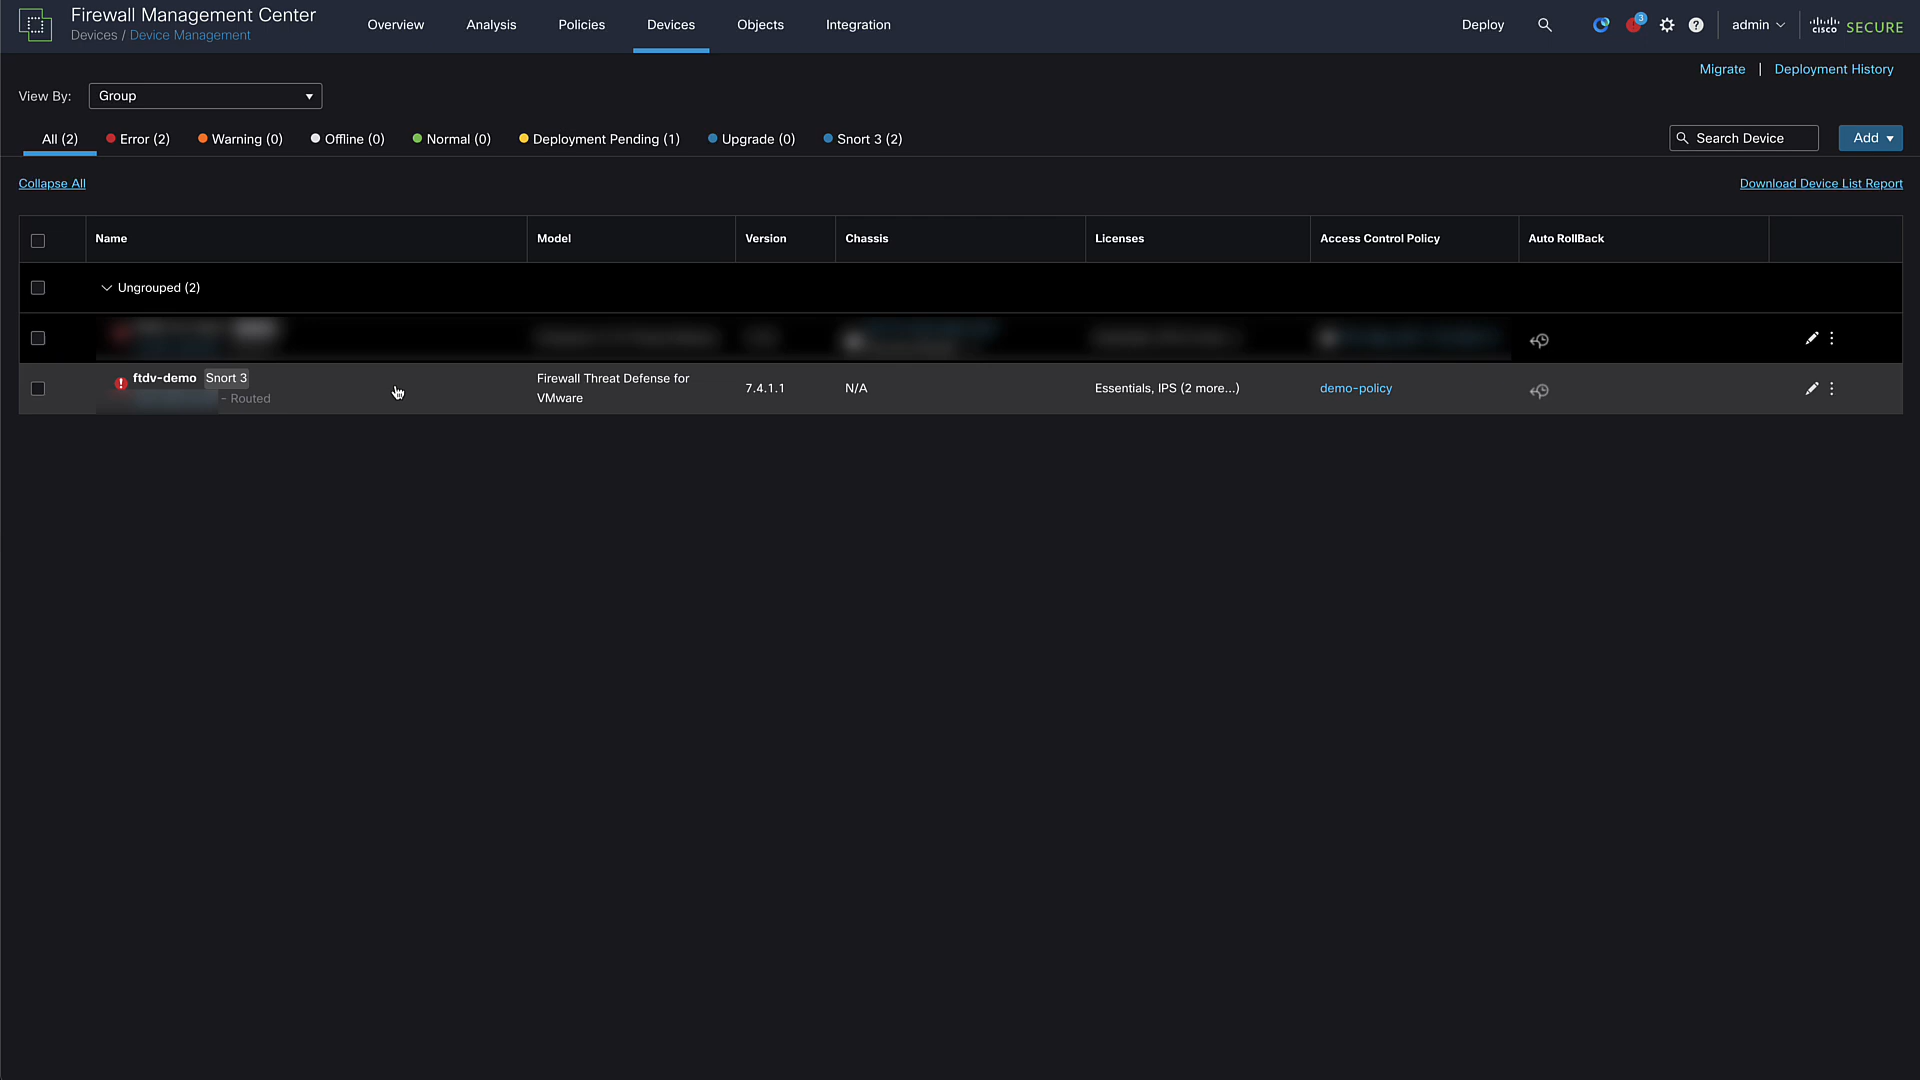 Firewall Management Center
Devices / Device Management
Overview
Analysis
Policies
Devices
Objects
Integration
Deploy
3
admin
cisco SECURE
Migrate | Deployment History
View By:
Group
All (2)
Error (2)
Warning (0)
Offline (0)
Normal (0)
Deployment Pending (1)
Upgrade (0)
Snort 3 (2)
Search Device
Add
Collapse All
Download Device List Report
Name
Model
Version
Chassis
Licenses
Access Control Policy
Auto RollBack
Ungrouped (2)
ftdv-demo Snort 3
– Routed
Firewall Threat Defense for
VMware
7.4.1.1
N/A
Essentials, IPS (2 more...)
demo-policy